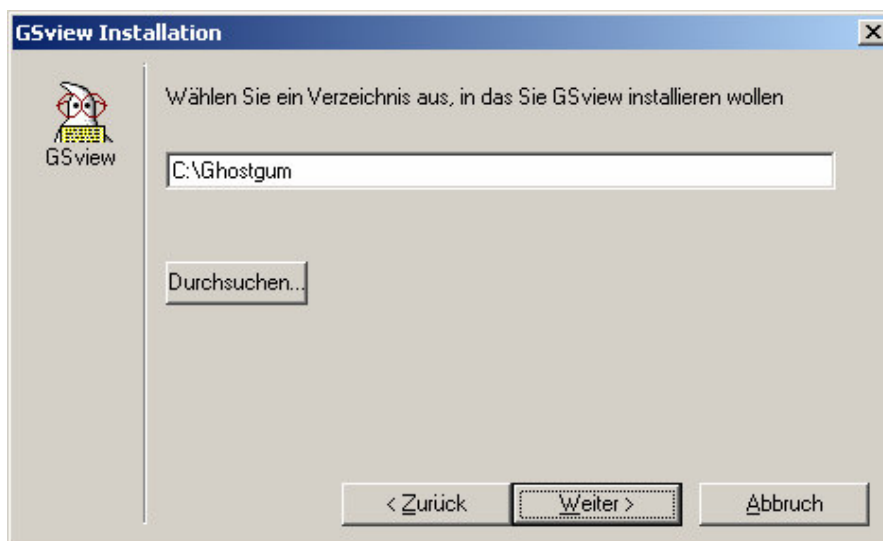 GSview Installation
Wählen Sie ein Verzeichnis aus, in das Sie GSview installieren wollen
GSview
C:\Ghostgum
Durchsuchen...
< Zurück
Weiter >
Abbruch